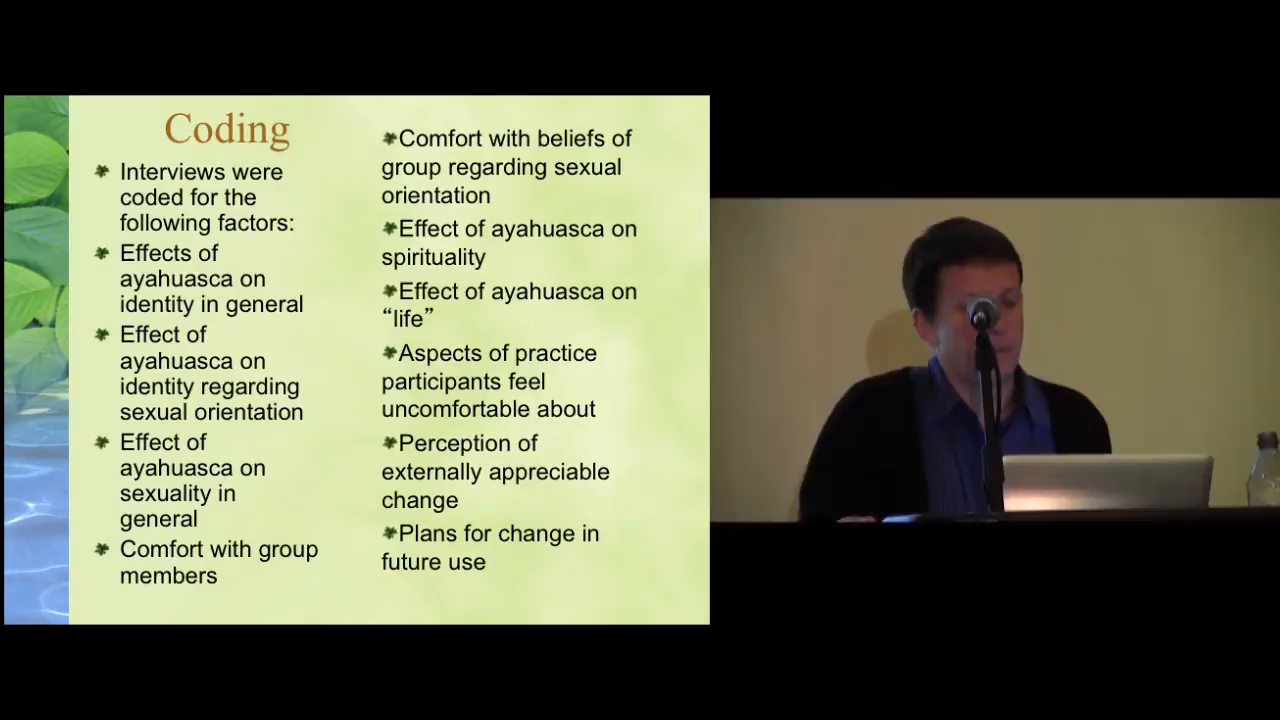 Coding
Interviews were
coded for the
following factors:
Effects of
ayahuasca on
identity in general
Effect of
ayahuasca on
identity regarding
sexual orientation
Effect of
ayahuasca on
sexuality in
general
Comfort with group
members
Comfort with beliefs of
group regarding sexual
orientation
Effect of ayahuasca on
spirituality
Effect of ayahuasca on
“life”
Aspects of practice
participants feel
uncomfortable about
Perception of
externally appreciable
change
Plans for change in
future use